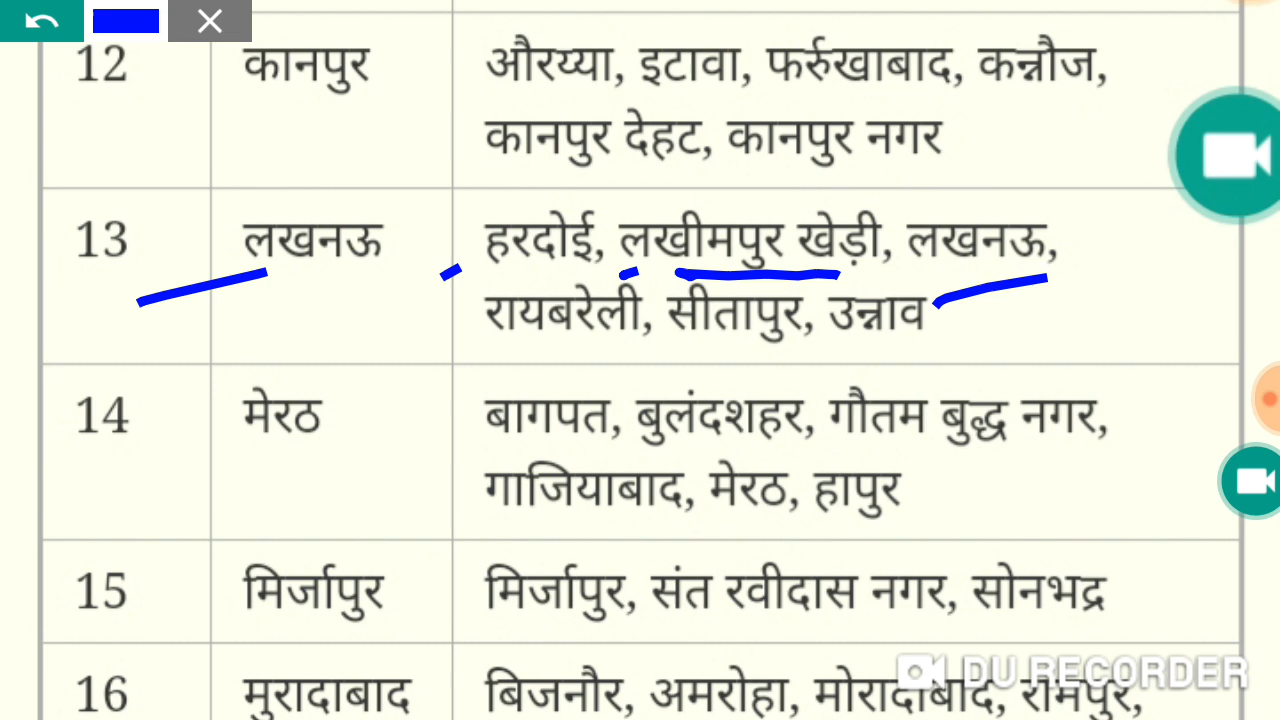 12 कानपुर औरय्या, इटावा, फर्रुखाबाद, कन्नौज,
कानपुर देहट, कानपुर नगर
13 लखनऊ हरदोई, लखीमपुर खेड़ी, लखनऊ,
रायबरेली, सीतापुर, उन्नाव
14 मेरठ बागपत, बुलंदशहर, गौतम बुद्ध नगर,
गाजियाबाद, मेरठ, हापुर
15 मिर्जापुर मिर्जापुर, संत रवीदास नगर, सोनभद्र
16 मुरादाबाद बिजनौर, अमरोहा, मोरादाबाद, रामपुर,
DU RECORDER